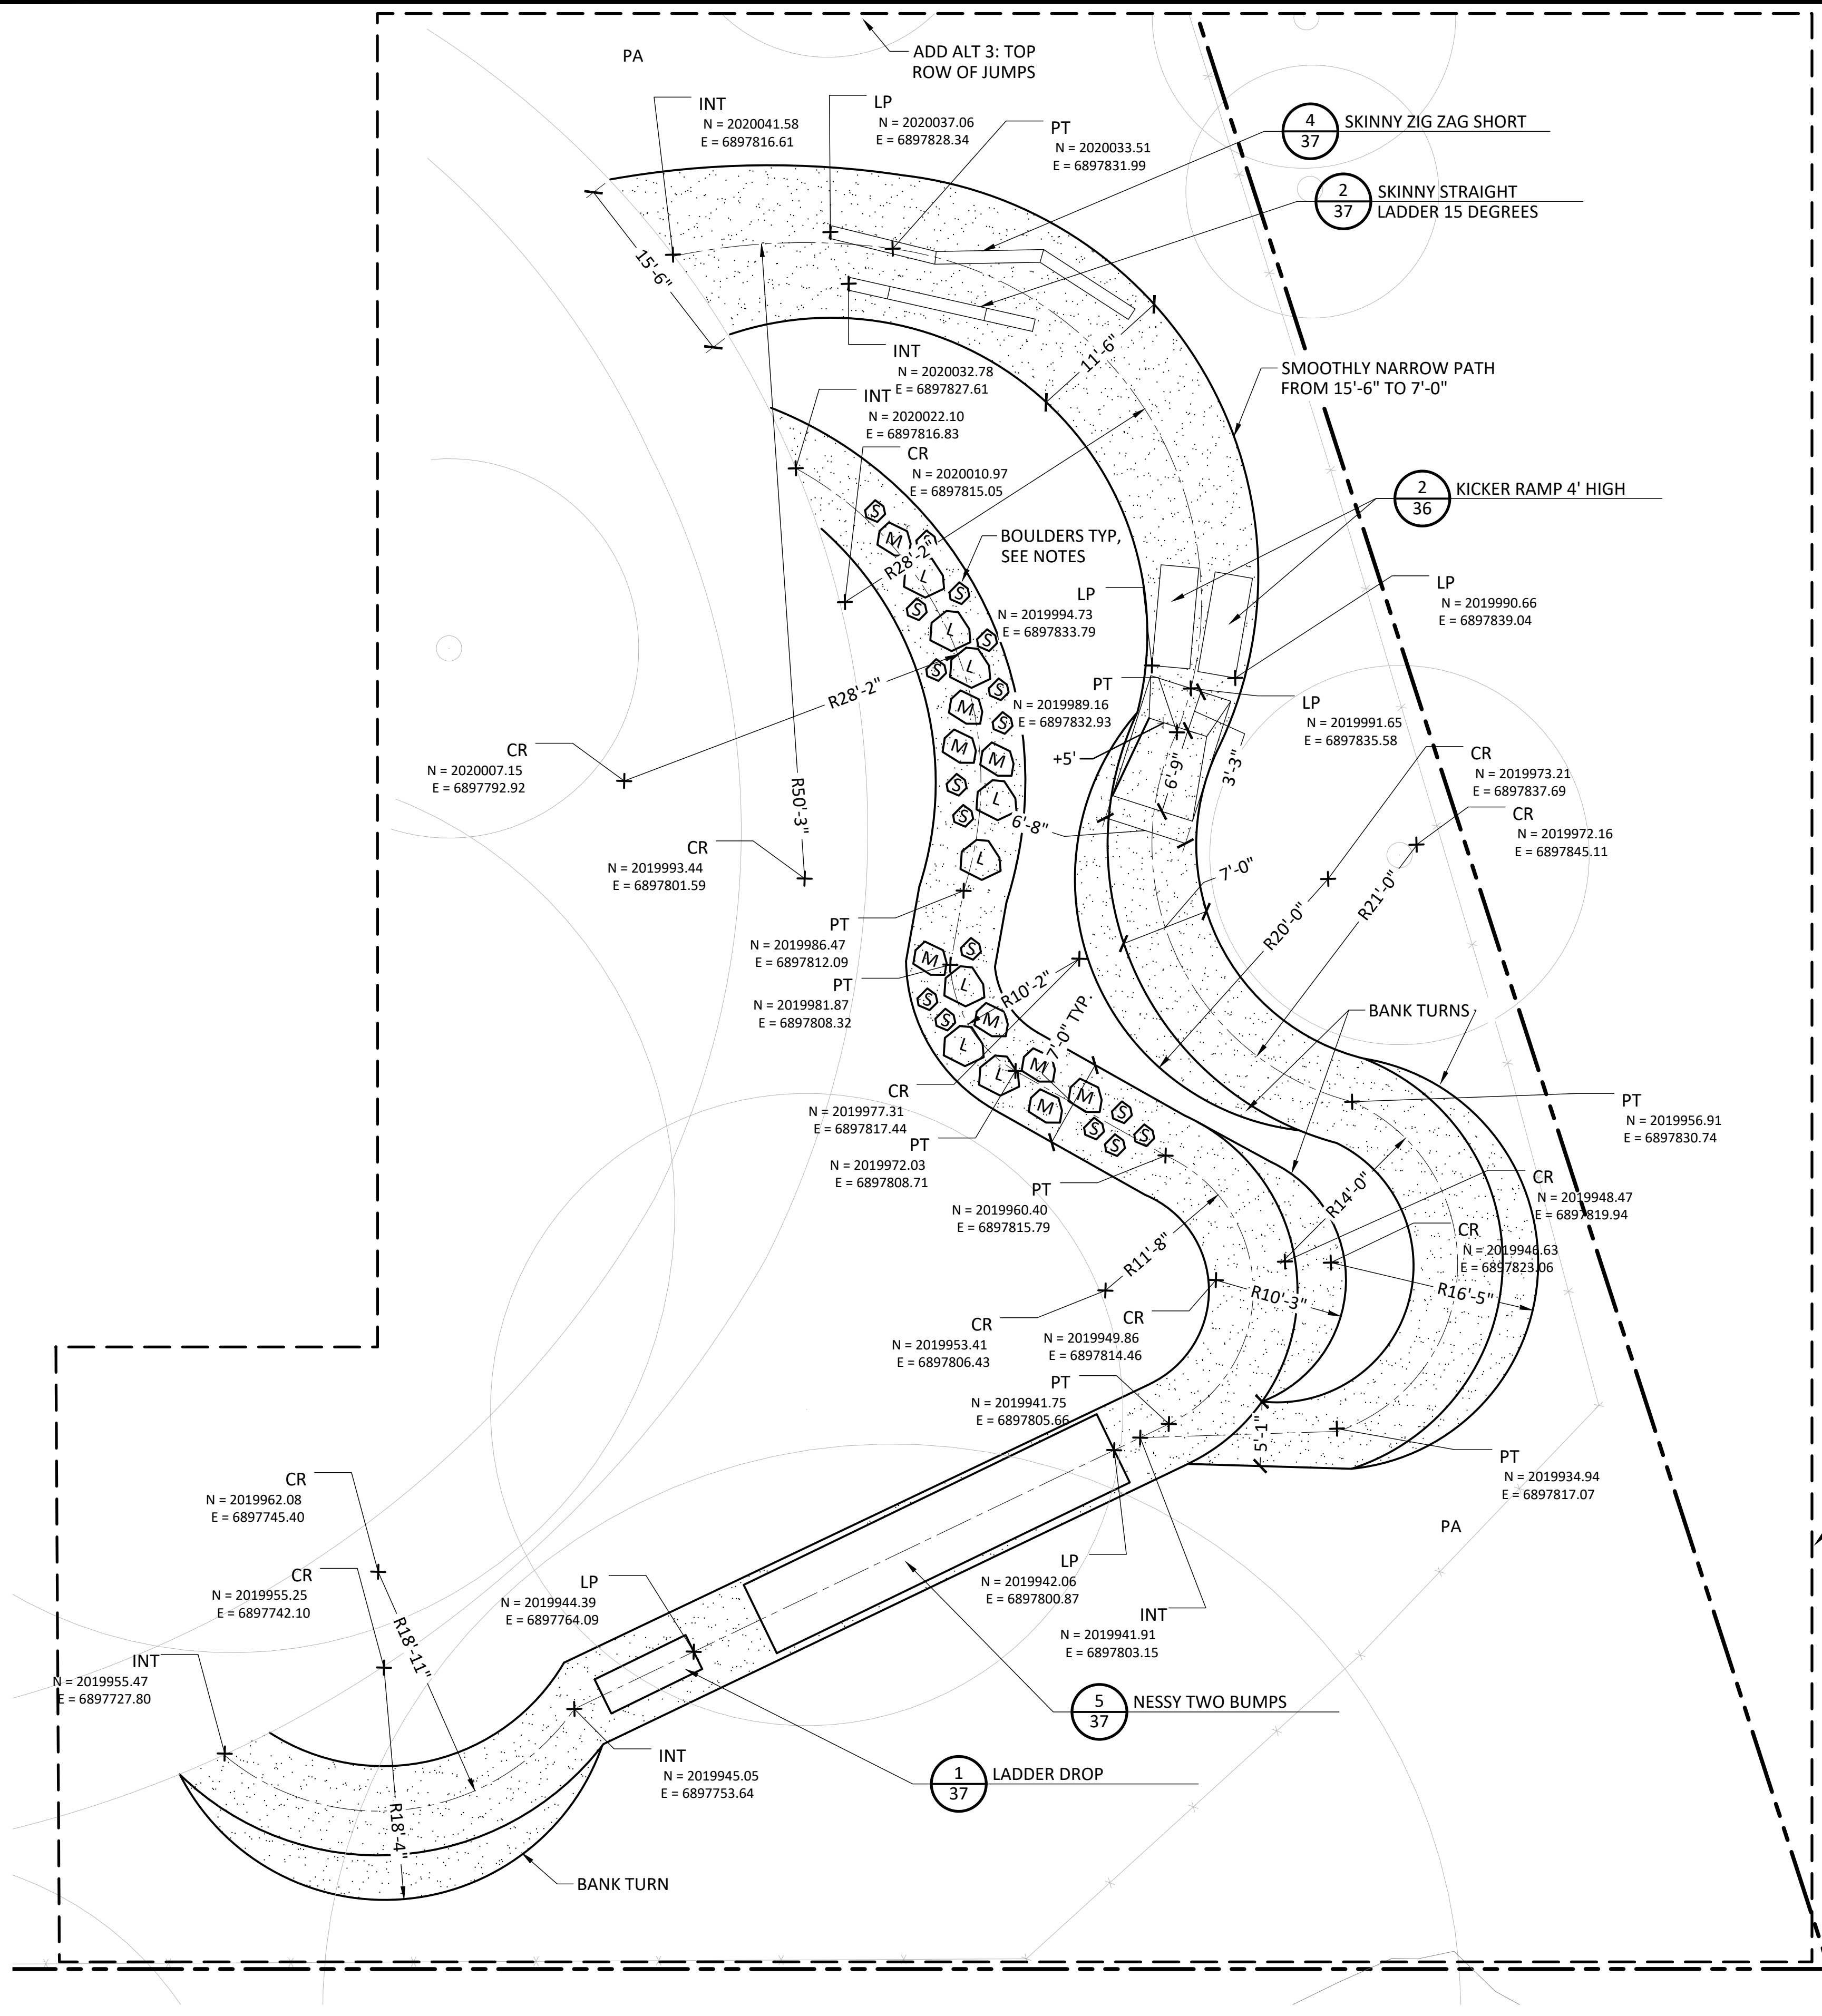 PA
ADD ALT 3: TOP
ROW OF JUMPS
INT
N = 2020041.58
E = 6897816.61
LP
N = 2020037.06
E = 6897828.34
PT
N = 2020033.51
E = 6897831.99
4
37
SKINNY ZIG ZAG SHORT
2
37
SKINNY STRAIGHT
LADDER 15 DEGREES
15'-6"
11'-6"
INT
N = 2020032.78
E = 6897827.61
INT
N = 2020022.10
E = 6897816.83
CR
N = 2020010.97
E = 6897815.05
SMOOTHLY NARROW PATH
FROM 15'-6" TO 7'-0"
2
36
KICKER RAMP 4' HIGH
BOULDERS TYP,
SEE NOTES
S
M
S
R28'-2"
L
S
S
L
S
L
S
S
M
S
M
M
S
L
S
L
LP
N = 2019994.73
E = 6897833.79
LP
N = 2019990.66
E = 6897839.04
PT
N = 2019989.16
E = 6897832.93
LP
N = 2019991.65
E = 6897835.58
R28'-2"
CR
N = 2020007.15
E = 6897792.92
R50'-3"
+5'
6'-9"
3'-3"
6'-8"
CR
N = 2019973.21
E = 6897837.69
CR
N = 2019972.16
E = 6897845.11
CR
N = 2019993.44
E = 6897801.59
7'-0"
R20'-0"
R21'-0"
PT
N = 2019986.47
E = 6897812.09
PT
N = 2019981.87
E = 6897808.32
M
S
L
S
S
M
L
L
M
M
M
S
S
S
S
R10'-2"
7'-0" TYP.
BANK TURNS
CR
N = 2019977.31
E = 6897817.44
PT
N = 2019972.03
E = 6897808.71
PT
N = 2019956.91
E = 6897830.74
PT
N = 2019960.40
E = 6897815.79
CR
N = 2019948.47
E = 6897819.94
CR
N = 2019946.63
E = 6897823.06
R14'-0"
R11'-8"
R10'-3"
R16'-5"
CR
N = 2019953.41
E = 6897806.43
CR
N = 2019949.86
E = 6897814.46
PT
N = 2019941.75
E = 6897805.66
5'-1"
PT
N = 2019934.94
E = 6897817.07
PA
CR
N = 2019962.08
E = 6897745.40
CR
N = 2019955.25
E = 6897742.10
LP
N = 2019944.39
E = 6897764.09
LP
N = 2019942.06
E = 6897800.87
INT
N = 2019941.91
E = 6897803.15
R18'-11"
INT
N = 2019955.47
E = 6897727.80
5
37
NESSY TWO BUMPS
INT
N = 2019945.05
E = 6897753.64
1
37
LADDER DROP
R18'-4"
BANK TURN